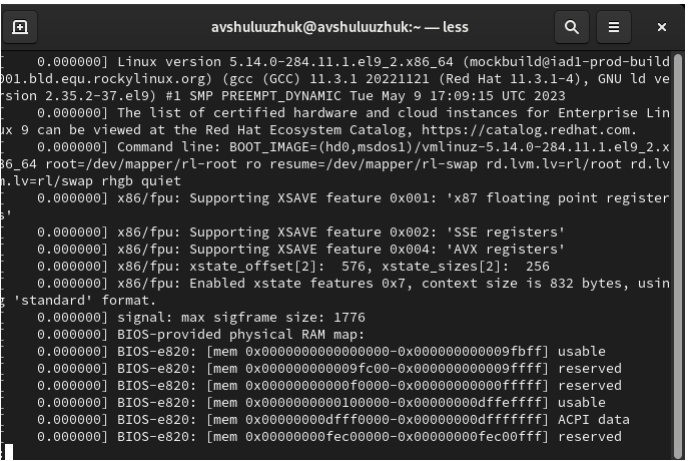 avshuluuzhuk@avshuluuzhuk:~ — less
[    0.000000] Linux version 5.14.0-284.11.1.el9_2.x86_64 (mockbuild@iad1-prod-build
001.bld.equ.rockylinux.org) (gcc (GCC) 11.3.1 20221121 (Red Hat 11.3.1-4), GNU ld ve
rsion 2.35.2-37.el9) #1 SMP PREEMPT_DYNAMIC Tue May 9 17:09:15 UTC 2023
[    0.000000] The list of certified hardware and cloud instances for Enterprise Lin
ux 9 can be viewed at the Red Hat Ecosystem Catalog, https://catalog.redhat.com.
[    0.000000] Command line: BOOT_IMAGE=(hd0,msdos1)/vmlinuz-5.14.0-284.11.1.el9_2.x
86_64 root=/dev/mapper/rl-root ro resume=/dev/mapper/rl-swap rd.lvm.lv=rl/root rd.lv
m.lv=rl/swap rhgb quiet
[    0.000000] x86/fpu: Supporting XSAVE feature 0x001: 'x87 floating point register
s'
[    0.000000] x86/fpu: Supporting XSAVE feature 0x002: 'SSE registers'
[    0.000000] x86/fpu: Supporting XSAVE feature 0x004: 'AVX registers'
[    0.000000] x86/fpu: xstate_offset[2]:  576, xstate_sizes[2]:  256
[    0.000000] x86/fpu: Enabled xstate features 0x7, context size is 832 bytes, usin
g 'standard' format.
[    0.000000] signal: max sigframe size: 1776
[    0.000000] BIOS-provided physical RAM map:
[    0.000000] BIOS-e820: [mem 0x0000000000000000-0x000000000009fbff] usable
[    0.000000] BIOS-e820: [mem 0x000000000009fc00-0x000000000009ffff] reserved
[    0.000000] BIOS-e820: [mem 0x00000000000f0000-0x00000000000fffff] reserved
[    0.000000] BIOS-e820: [mem 0x0000000000100000-0x00000000dffeffff] usable
[    0.000000] BIOS-e820: [mem 0x00000000dfff0000-0x00000000dfffffff] ACPI data
[    0.000000] BIOS-e820: [mem 0x00000000fec00000-0x00000000fec00fff] reserved
: